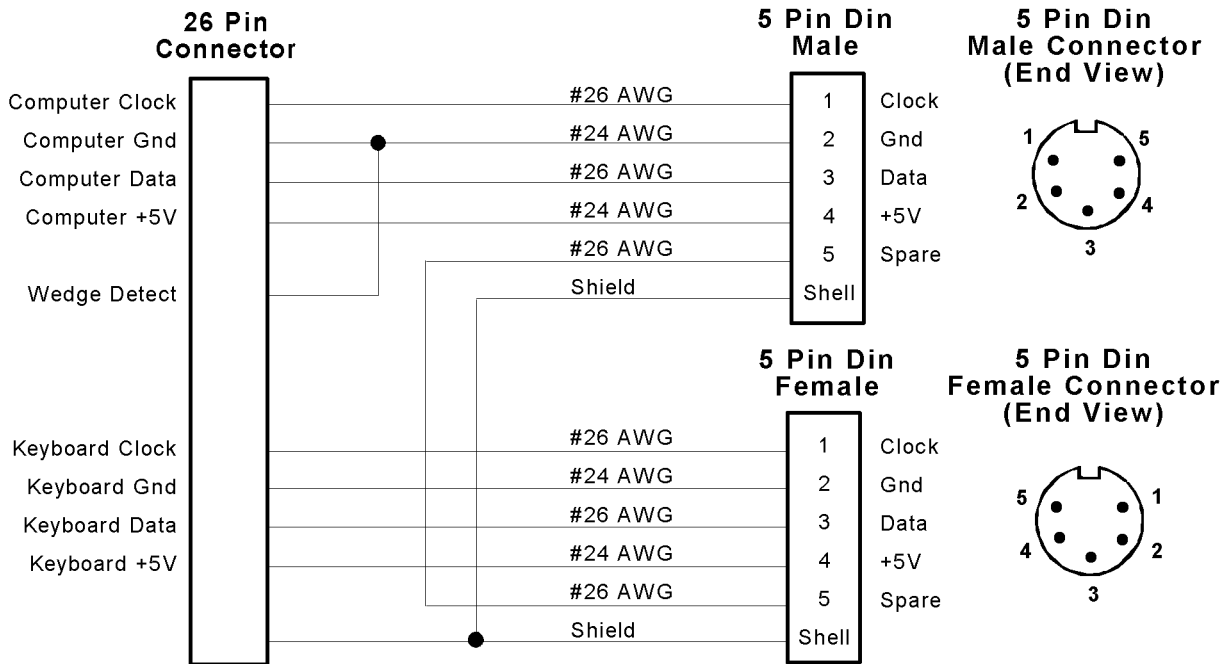 26 Pin
Connector
5 Pin Din
Male
5 Pin Din
Male Connector
(End View)
Computer Clock
#26 AWG
1
Clock
Computer Gnd
#24 AWG
2
Gnd
Computer Data
#26 AWG
3
Data
Computer +5V
#24 AWG
4
+5V
#26 AWG
5
Spare
Wedge Detect
Shield
Shell
1
5
2
4
3
5 Pin Din
Female
5 Pin Din
Female Connector
(End View)
Keyboard Clock
#26 AWG
1
Clock
Keyboard Gnd
#24 AWG
2
Gnd
Keyboard Data
#26 AWG
3
Data
Keyboard +5V
#24 AWG
4
+5V
#26 AWG
5
Spare
Shield
Shell
5
1
4
2
3